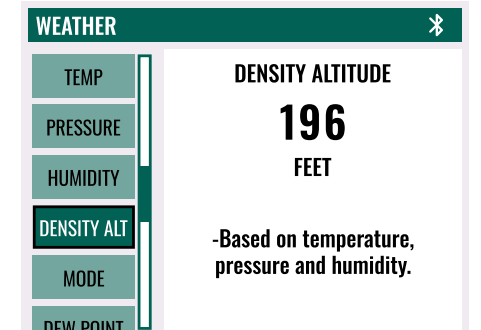 WEATHER
TEMP
PRESSURE
HUMIDITY
DENSITY ALT
MODE
DEW POINT
DENSITY ALTITUDE
196
FEET
-Based on temperature,
pressure and humidity.